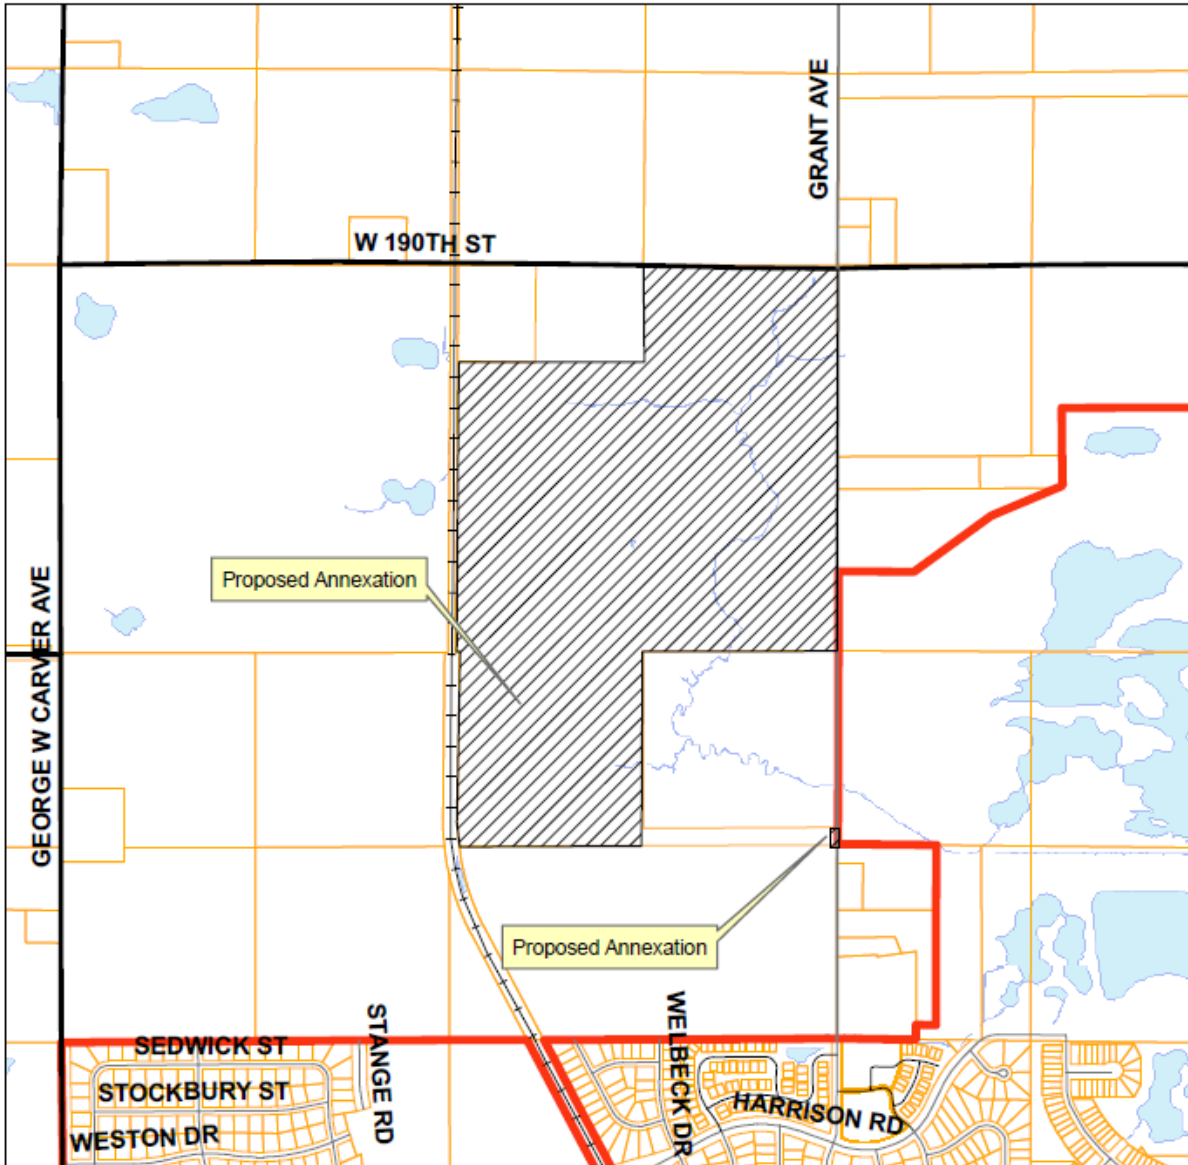 GRANT AVE
W 190TH ST
Proposed Annexation
GEORGE W CARVER AVE
Proposed Annexation
SEDWICK ST
STANGE RD
WELBECK DR
STOCKBURY ST
HARRISON RD
WESTON DR